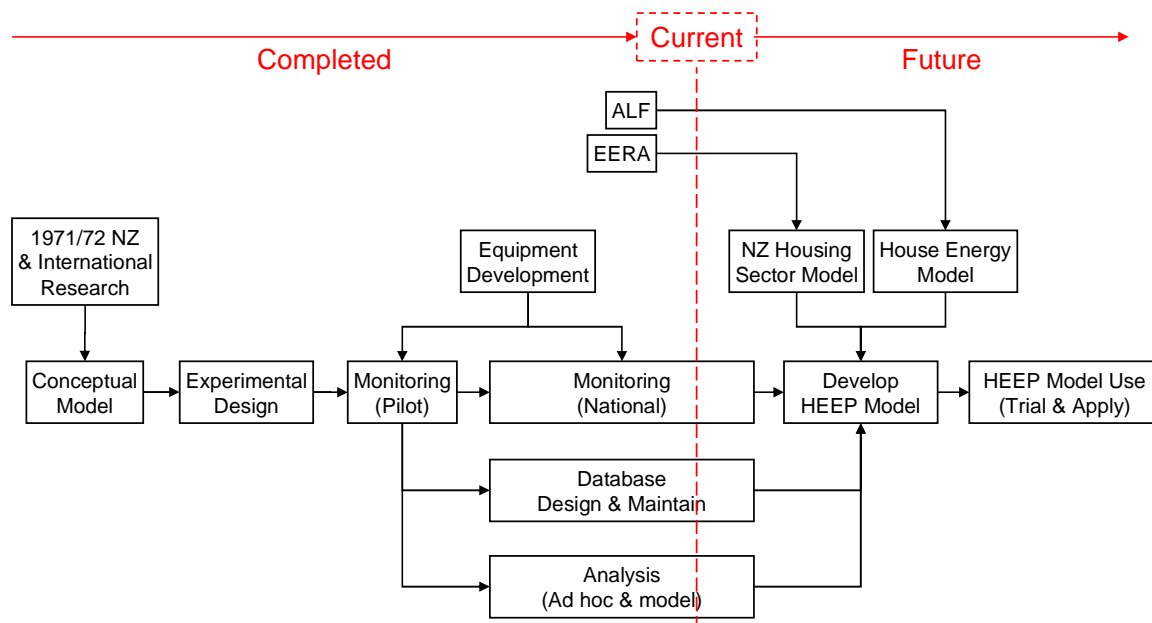 Current
Completed
Future
ALF
EERA
1971/72 NZ
& International
Research
Equipment
Development
NZ Housing
Sector Model
House Energy
Model
Conceptual
Model
Experimental
Design
Monitoring
(Pilot)
Monitoring
(National)
Develop
HEEP Model
HEEP Model Use
(Trial & Apply)
Database
Design & Maintain
Analysis
(Ad hoc & model)